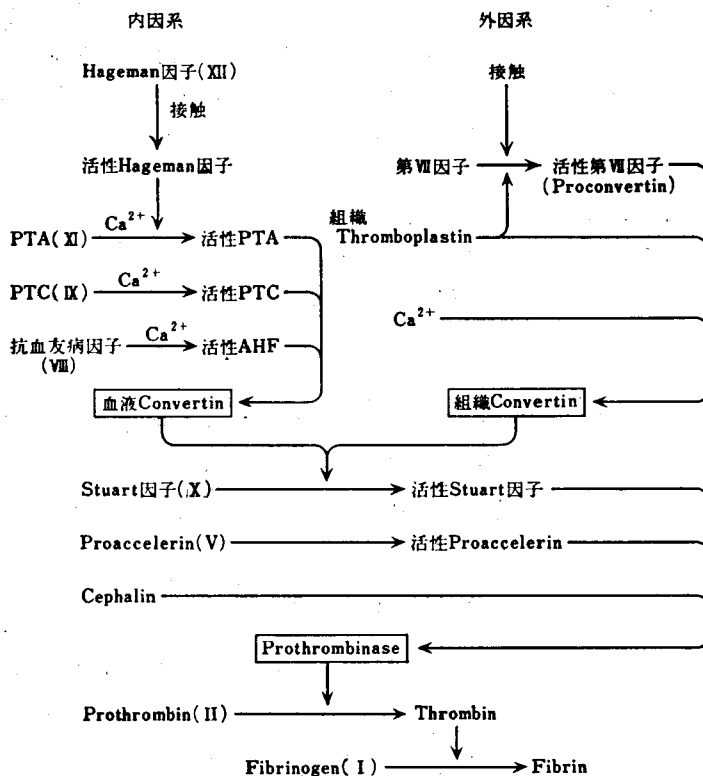 内因系
外因系
Hageman因子(XII)
接触
接触
活性Hageman因子
第VII因子
活性第VII因子
(Proconvertin)
組織
Thromboplastin
PTA(XI)
Ca²⁺
活性PTA
PTC(IX)
Ca²⁺
活性PTC
Ca²⁺
抗血友病因子
(VIII)
Ca²⁺
活性AHF
血液Convertin
組織Convertin
Stuart因子(X)
活性Stuart因子
Proaccelerin(V)
活性Proaccelerin
Cephalin
Prothrombinase
Prothrombin(II)
Thrombin
Fibrinogen(I)
Fibrin